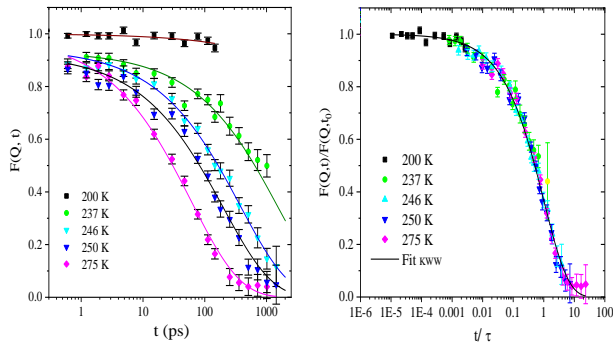 1.0
0.8
0.6
0.4
0.2
0.0
F(Q, t)
200 K
237 K
246 K
250 K
275 K
1
10
100
1000
t (ps)
1.0
0.8
0.6
0.4
0.2
0.0
F(Q,t)/F(Q,t₀)
200 K
237 K
246 K
250 K
275 K
Fit kww
1E-6
1E-5
1E-4
0.001
0.01
0.1
1
10
100
t/ τ